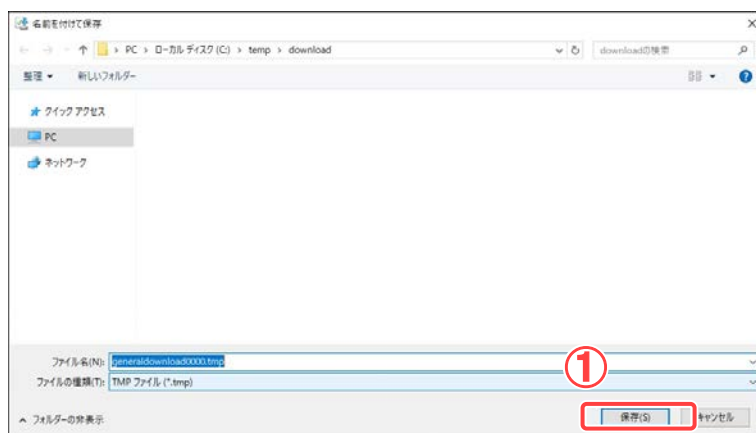 名前を付けて保存
PC › ローカル ディスク (C:) › temp › download
downloadの検索
整理 新しいフォルダー
クイック アクセス
PC
ネットワーク
ファイル名(N): generaldownload0000.tmp
ファイルの種類(T): TMP ファイル (*.tmp)
①
フォルダーの非表示
保存(S) キャンセル